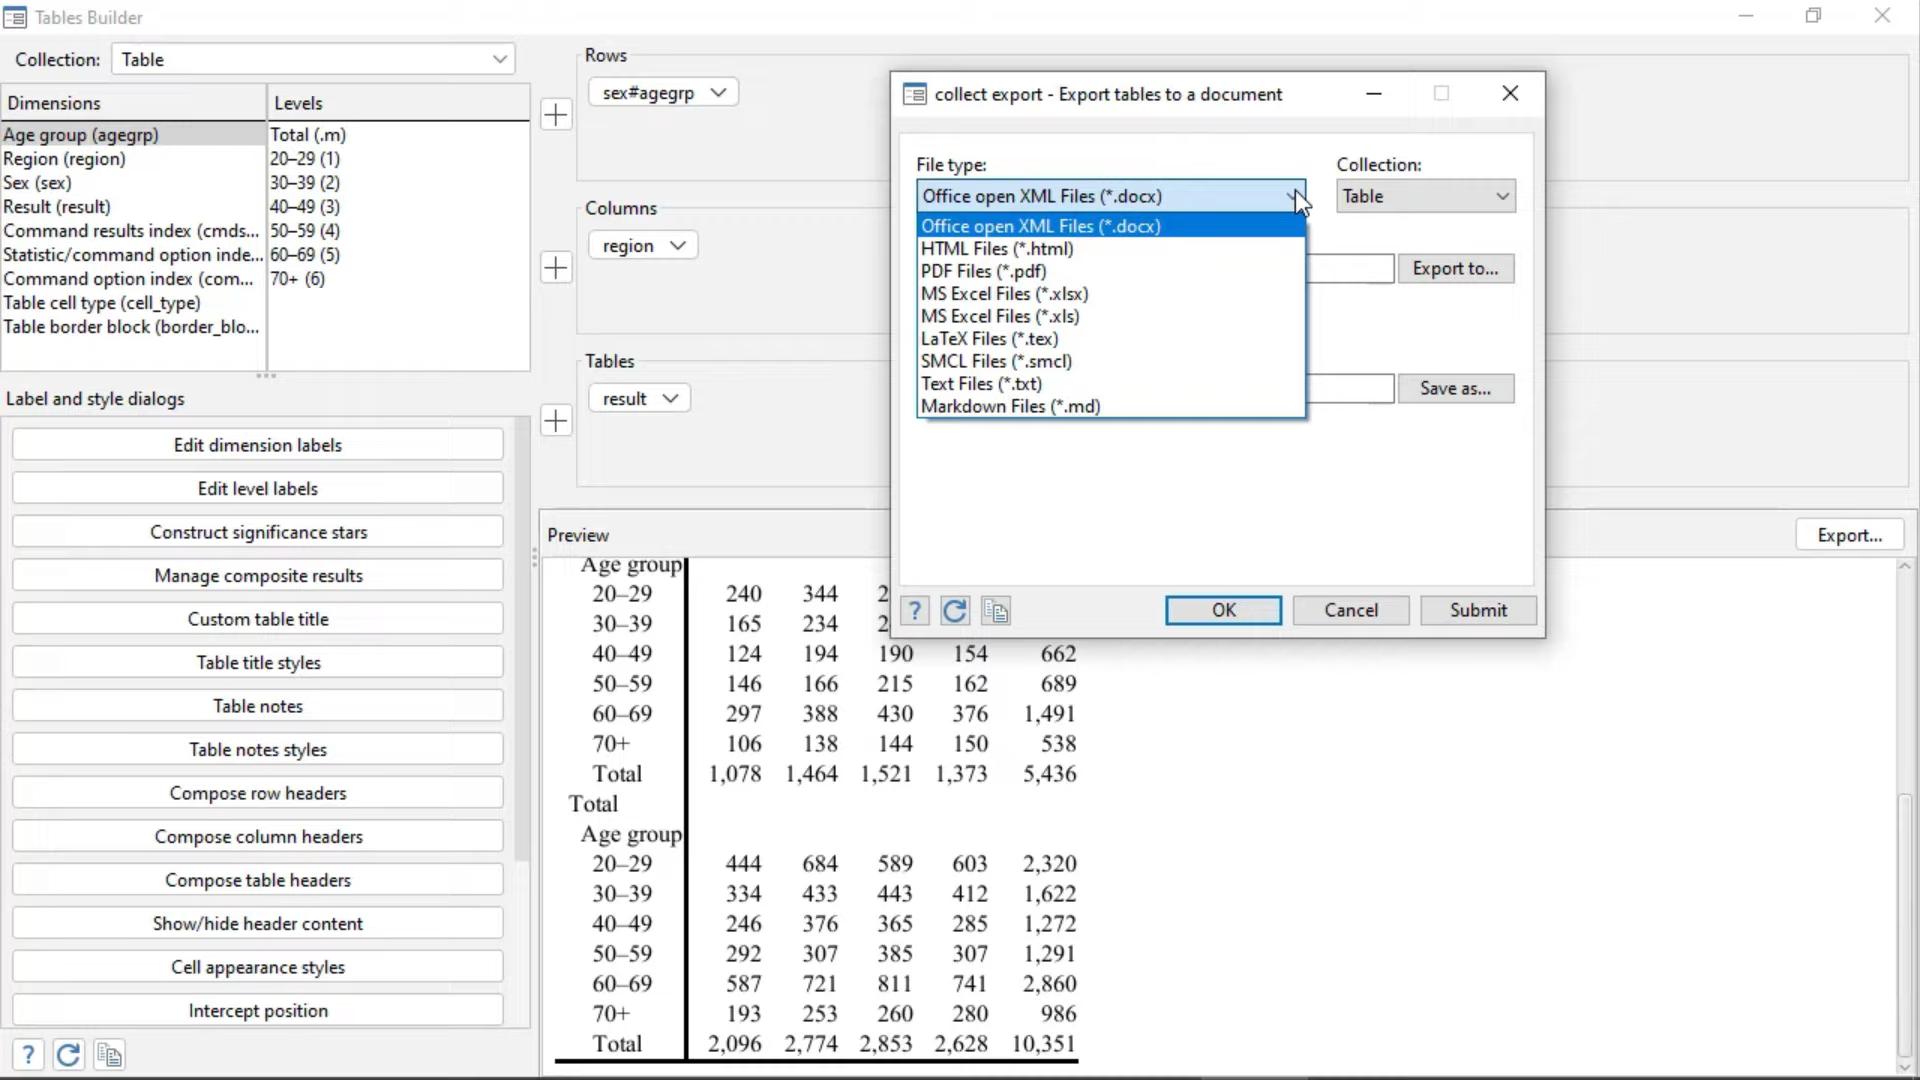 Tables Builder
Collection: Table
Dimensions Levels
Age group (agegrp) Total (.m)
Region (region) 20–29 (1)
Sex (sex) 30–39 (2)
Result (result) 40–49 (3)
Command results index (cmds... 50–59 (4)
Statistic/command option inde... 60–69 (5)
Command option index (com... 70+ (6)
Table cell type (cell_type)
Table border block (border_blo...
Label and style dialogs
Edit dimension labels
Edit level labels
Construct significance stars
Manage composite results
Custom table title
Table title styles
Table notes
Table notes styles
Compose row headers
Compose column headers
Compose table headers
Show/hide header content
Cell appearance styles
Intercept position
?
Rows
sex#agegrp
Columns
region
Tables
result
collect export - Export tables to a document
File type: Collection:
Office open XML Files (*.docx) Table
Office open XML Files (*.docx)
HTML Files (*.html)
PDF Files (*.pdf) Export to...
MS Excel Files (*.xlsx)
MS Excel Files (*.xls)
LaTeX Files (*.tex)
SMCL Files (*.smcl)
Text Files (*.txt) Save as...
Markdown Files (*.md)
? OK Cancel Submit
Preview Export...
Age group
20–29 240 344 2
30–39 165 234 2
40–49 124 194 190 154 662
50–59 146 166 215 162 689
60–69 297 388 430 376 1,491
70+ 106 138 144 150 538
Total 1,078 1,464 1,521 1,373 5,436
Total
Age group
20–29 444 684 589 603 2,320
30–39 334 433 443 412 1,622
40–49 246 376 365 285 1,272
50–59 292 307 385 307 1,291
60–69 587 721 811 741 2,860
70+ 193 253 260 280 986
Total 2,096 2,774 2,853 2,628 10,351